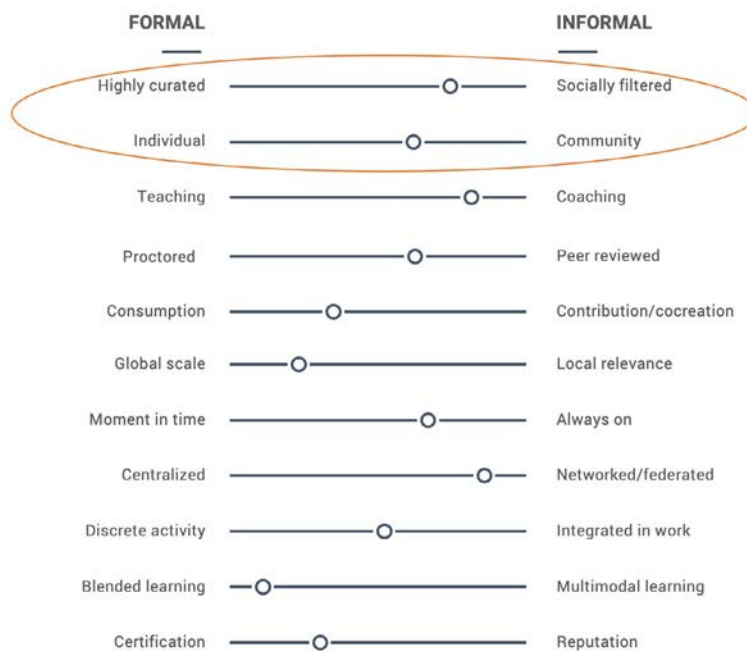 FORMAL INFORMAL
Highly curated Socially filtered
Individual Community
Teaching Coaching
Proctored Peer reviewed
Consumption Contribution/cocreation
Global scale Local relevance
Moment in time Always on
Centralized Networked/federated
Discrete activity Integrated in work
Blended learning Multimodal learning
Certification Reputation